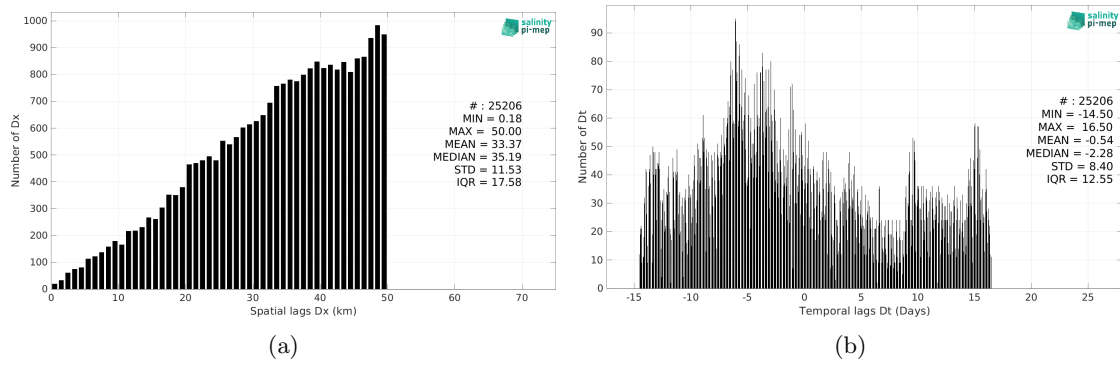 1000
900
800
700
600
500
400
300
200
100
0
0 10 20 30 40 50 60 70
Number of Dx
Spatial lags Dx (km)
salinity
pi-mep
# : 25206
MIN = 0.18
MAX = 50.00
MEAN = 33.37
MEDIAN = 35.19
STD = 11.53
IQR = 17.58
(a)
90
80
70
60
50
40
30
20
10
0
-15 -10 -5 0 5 10 15 20 25
Number of Dt
Temporal lags Dt (Days)
salinity
pi-mep
# : 25206
MIN = -14.50
MAX = 16.50
MEAN = -0.54
MEDIAN = -2.28
STD = 8.40
IQR = 12.55
(b)